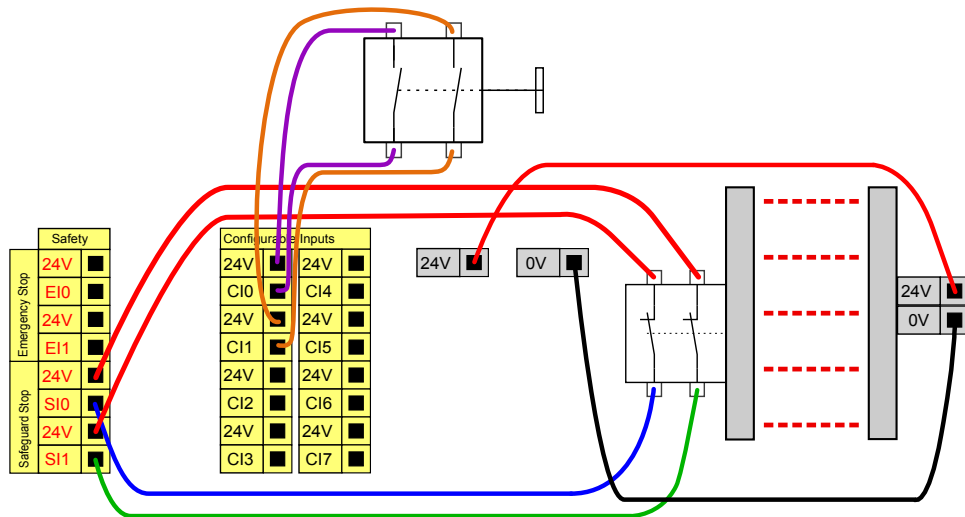 Safety
Emergency Stop
24V
EI0
24V
EI1
Safeguard Stop
24V
SI0
24V
SI1
Configurable Inputs
24V 24V
CI0 CI4
24V 24V
CI1 CI5
24V 24V
CI2 CI6
24V 24V
CI3 CI7
24V
0V
24V
0V